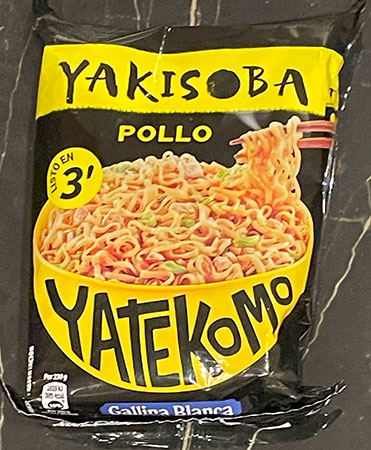 YAKISOBA
POLLO
LISTO EN
3'
YATEKOMO
Gallina Blanca